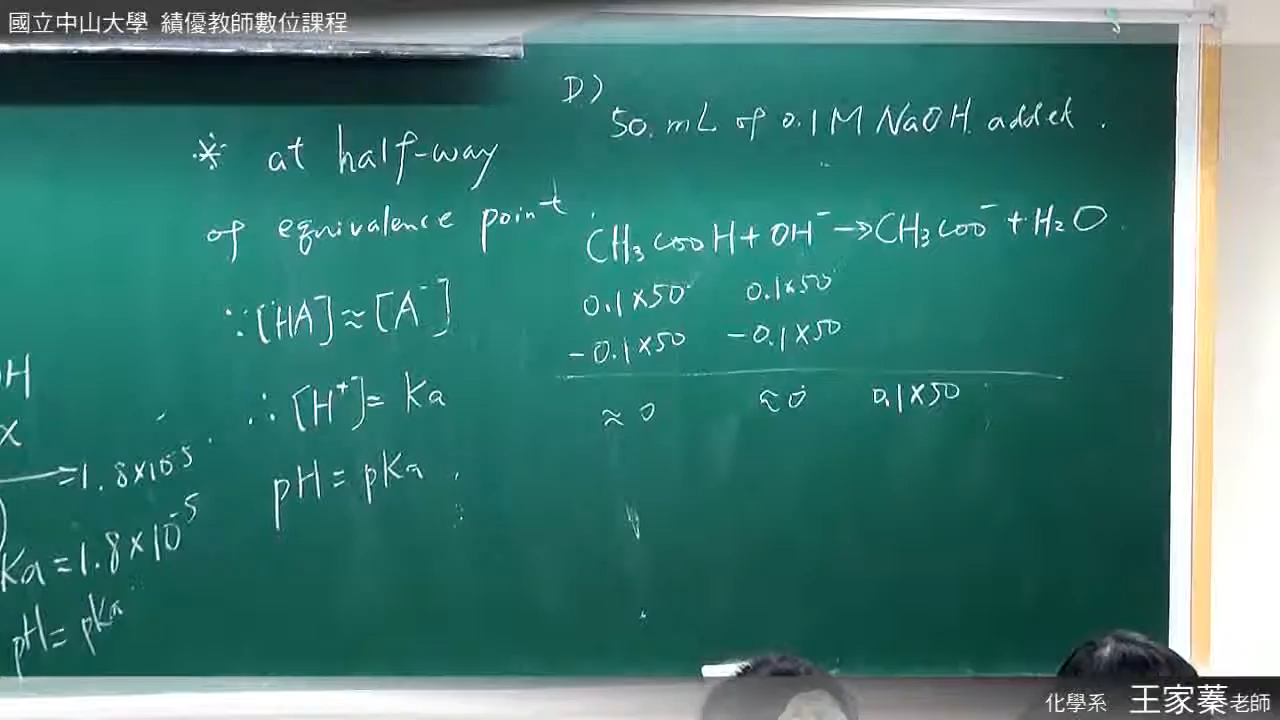 國立中山大學 績優教師數位課程
* at half-way
of equivalence point
∵[HA]≈[A⁻]
∴[H⁺]= Ka
pH = pKa
=1.8×10⁻⁵
Ka=1.8×10⁻⁵
pH= pKa
D)
50. mL of 0.1M NaOH added.
CH₃COOH + OH⁻ → CH₃COO⁻ + H₂O
0.1×50 0.1×50
-0.1×50 -0.1×50
≈0 ≈0 0.1×50
化學系 王家蓁老師